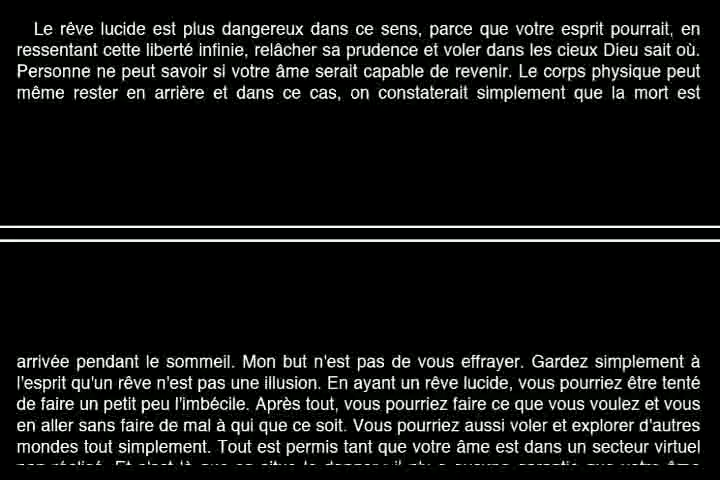 Le rêve lucide est plus dangereux dans ce sens, parce que votre esprit pourrait, en
ressentant cette liberté infinie, relâcher sa prudence et voler dans les cieux Dieu sait où.
Personne ne peut savoir si votre âme serait capable de revenir. Le corps physique peut
même rester en arrière et dans ce cas, on constaterait simplement que la mort est
arrivée pendant le sommeil. Mon but n'est pas de vous effrayer. Gardez simplement à
l'esprit qu'un rêve n'est pas une illusion. En ayant un rêve lucide, vous pourriez être tenté
de faire un petit peu l'imbécile. Après tout, vous pourriez faire ce que vous voulez et vous
en aller sans faire de mal à qui que ce soit. Vous pourriez aussi voler et explorer d'autres
mondes tout simplement. Tout est permis tant que votre âme est dans un secteur virtuel